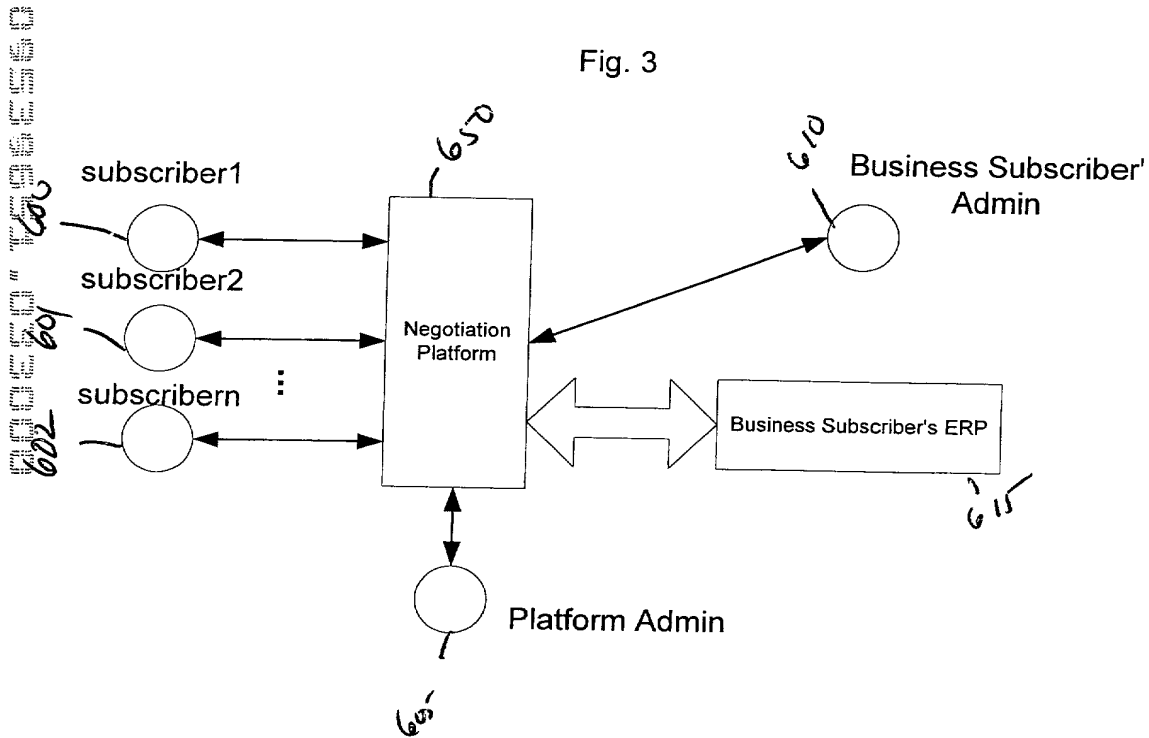 Fig. 3
650
610
subscriber1
600
Business Subscriber'
Admin
subscriber2
601
Negotiation
Platform
subscribern
602
Business Subscriber's ERP
615
Platform Admin
605